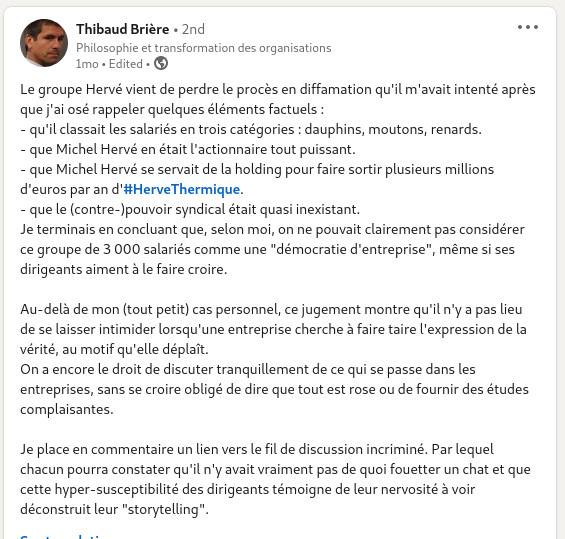 Thibaud Brière • 2nd
Philosophie et transformation des organisations
1mo • Edited •
Le groupe Hervé vient de perdre le procès en diffamation qu'il m'avait intenté après
que j'ai osé rappeler quelques éléments factuels :
- qu'il classait les salariés en trois catégories : dauphins, moutons, renards.
- que Michel Hervé en était l'actionnaire tout puissant.
- que Michel Hervé se servait de la holding pour faire sortir plusieurs millions
d'euros par an d'#HerveThermique.
- que le (contre-)pouvoir syndical était quasi inexistant.
Je terminais en concluant que, selon moi, on ne pouvait clairement pas considérer
ce groupe de 3 000 salariés comme une "démocratie d'entreprise", même si ses
dirigeants aiment à le faire croire.
Au-delà de mon (tout petit) cas personnel, ce jugement montre qu'il n'y a pas lieu
de se laisser intimider lorsqu'une entreprise cherche à faire taire l'expression de la
vérité, au motif qu'elle déplaît.
On a encore le droit de discuter tranquillement de ce qui se passe dans les
entreprises, sans se croire obligé de dire que tout est rose ou de fournir des études
complaisantes.
Je place en commentaire un lien vers le fil de discussion incriminé. Par lequel
chacun pourra constater qu'il n'y avait vraiment pas de quoi fouetter un chat et que
cette hyper-susceptibilité des dirigeants témoigne de leur nervosité à voir
déconstruit leur "storytelling".